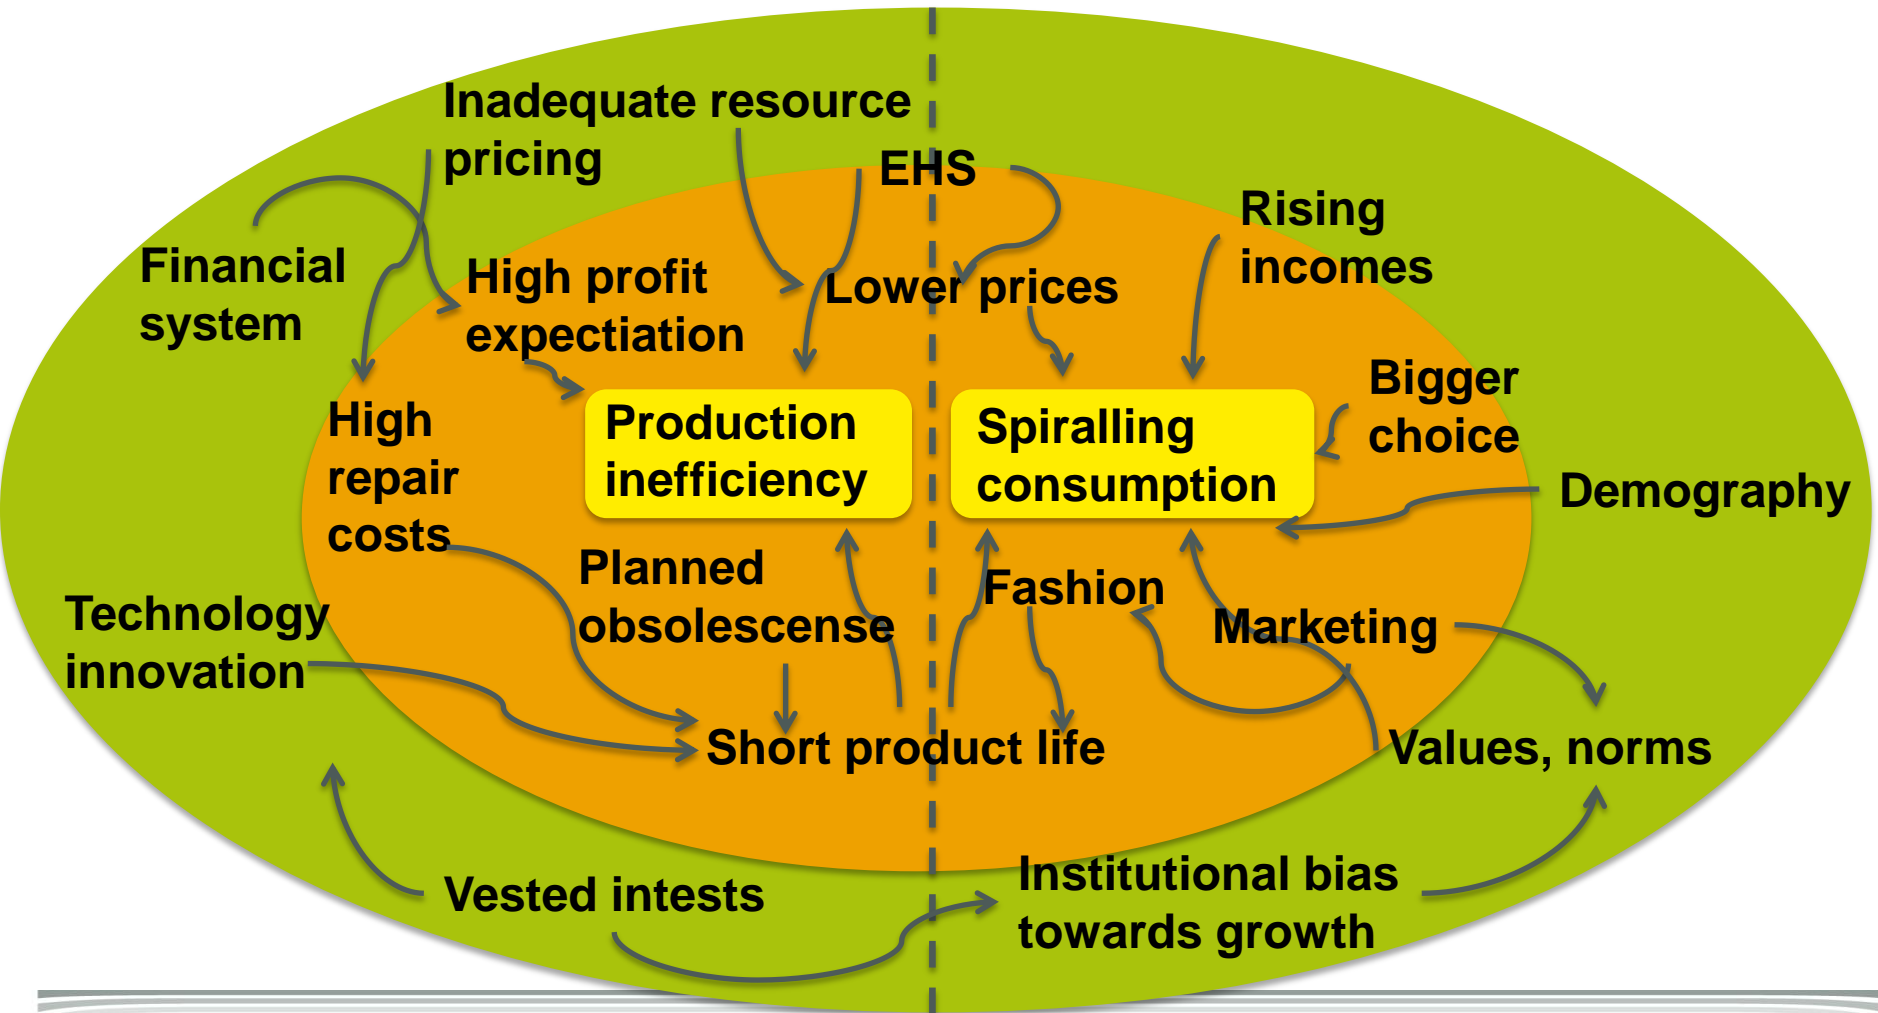 Inadequate resource
pricing
EHS
Rising
incomes
Financial
system
High profit
expectiation
Lower prices
Bigger
choice
High
repair
costs
Production
inefficiency
Spiralling
consumption
Demography
Planned
obsolescense
Fashion
Marketing
Technology
innovation
Short product life
Values, norms
Vested intests
Institutional bias
towards growth